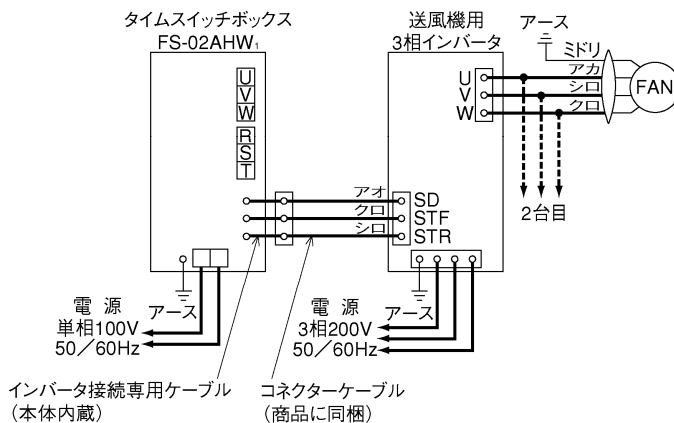 タイムスイッチボックス
FS-02AHW₁
U
V
W
R
S
T
送風機用
3相インバータ
U
V
W
アース
ミドリ
アカ
シロ
クロ
FAN
2台目
アオ
クロ
シロ
SD
STF
STR
アース
電 源
単相100V
50/60Hz
アース
電 源
3相200V
50/60Hz
インバータ接続専用ケーブル
(本体内蔵)
コネクターケーブル
(商品に同梱)